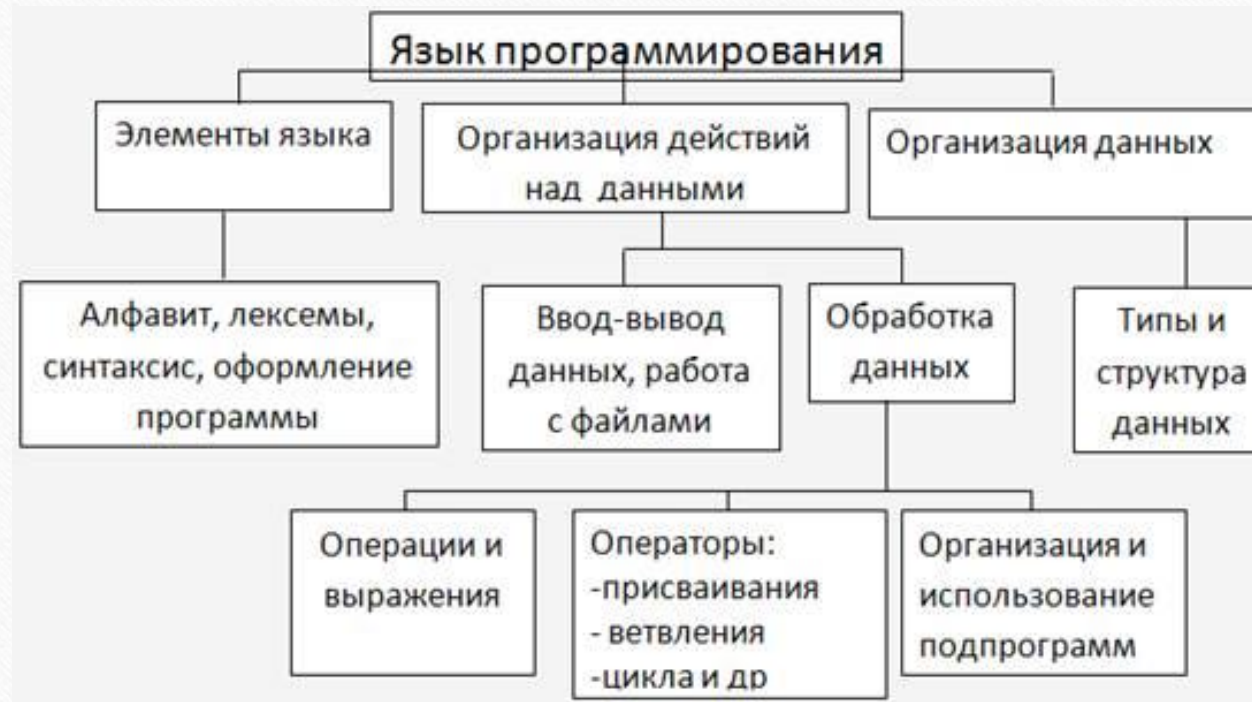 Язык программирования
Элементы языка
Организация действий
над данными
Организация данных
Алфавит, лексемы,
синтаксис, оформление
программы
Ввод-вывод
данных, работа
с файлами
Обработка
данных
Типы и
структура
данных
Операции и
выражения
Операторы:
-присваивания
- ветвления
-цикла и др
Организация и
использование
подпрограмм